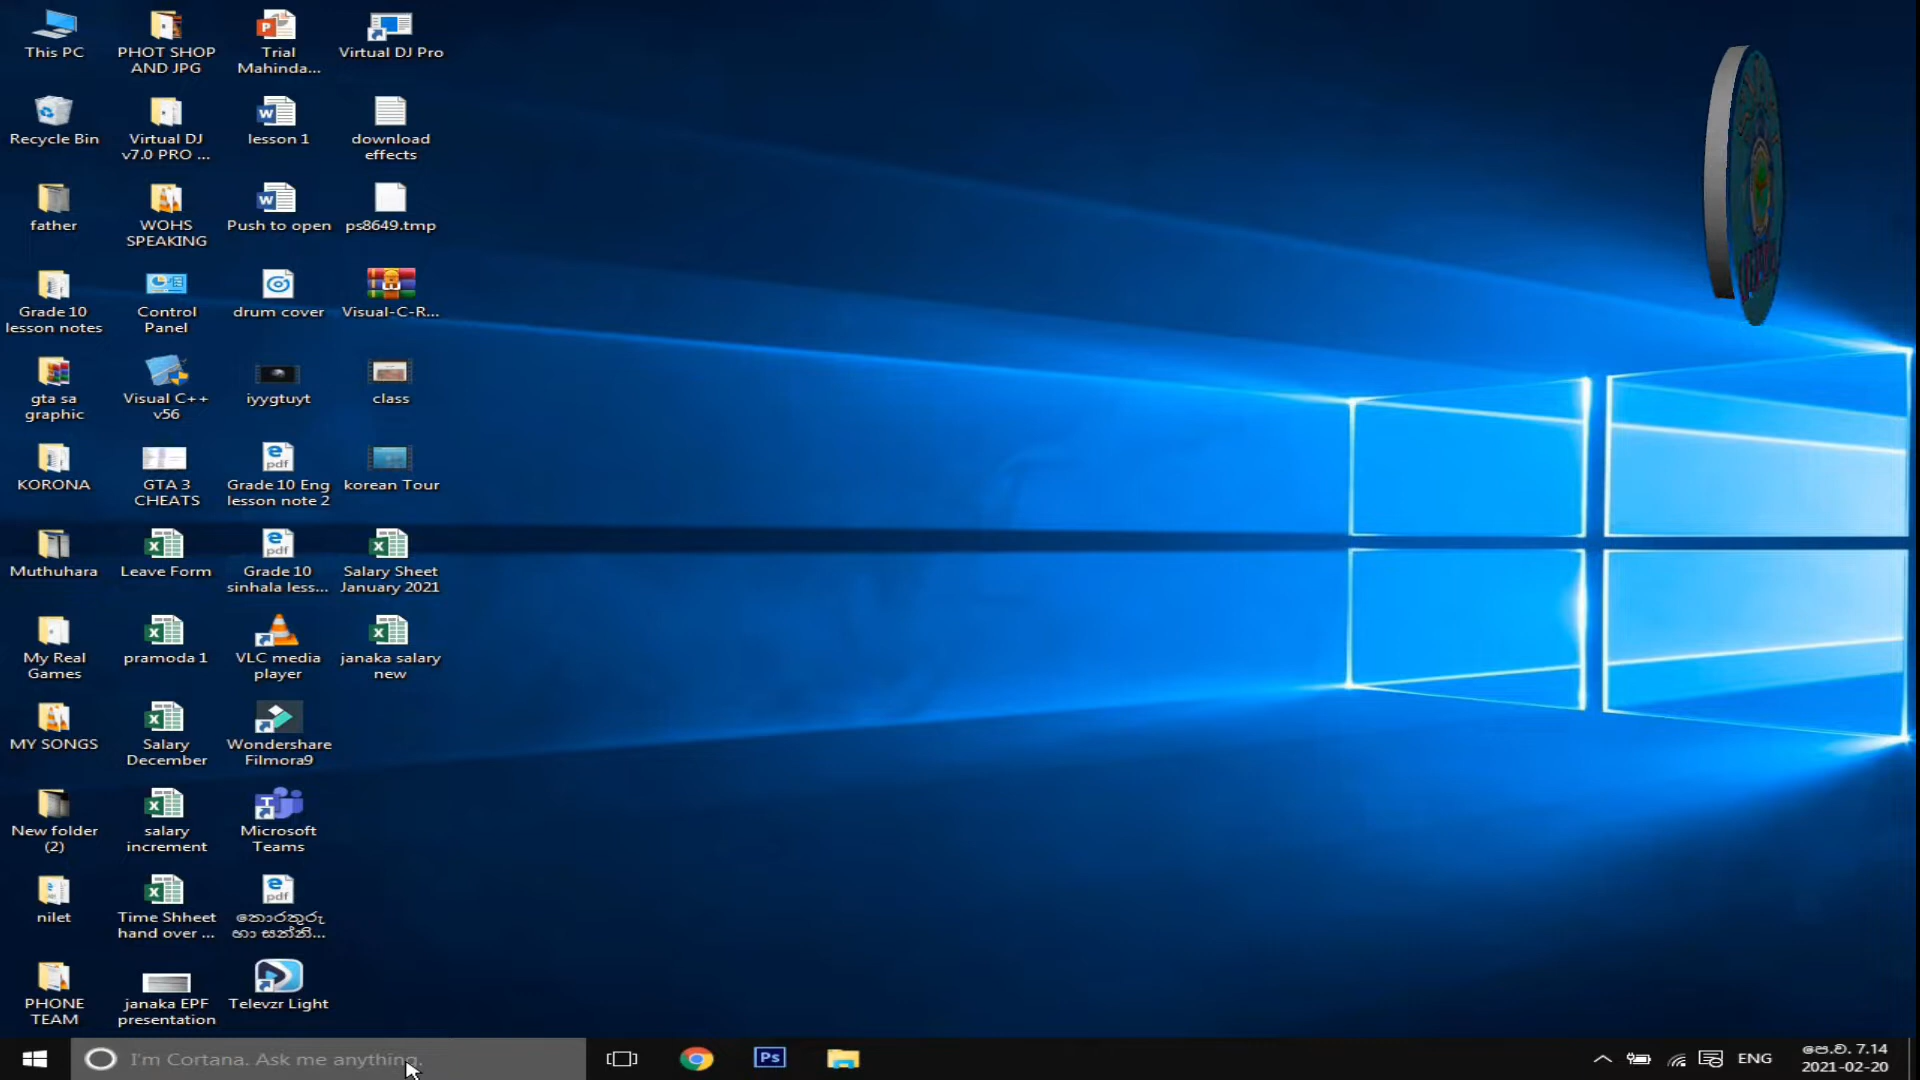 This PC
PHOT SHOP
AND JPG
Trial
Mahinda...
Virtual DJ Pro
Recycle Bin
Virtual DJ
v7.0 PRO ...
lesson 1
download
effects
father
WOHS
SPEAKING
Push to open
ps8649.tmp
Grade 10
lesson notes
Control
Panel
drum cover
Visual-C-R...
gta sa
graphic
Visual C++
v56
iyygtuyt
class
KORONA
GTA 3
CHEATS
Grade 10 Eng
lesson note 2
korean Tour
Muthuhara
Leave Form
Grade 10
sinhala less...
Salary Sheet
January 2021
My Real
Games
pramoda 1
VLC media
player
janaka salary
new
MY SONGS
Salary
December
Wondershare
Filmora9
New folder
(2)
salary
increment
Microsoft
Teams
nilet
Time Shheet
hand over ...
තොරතුරු
හා සන්නි...
PHONE
TEAM
janaka EPF
presentation
Televzr Light
I'm Cortana. Ask me anything.
Ps
ENG
පෙ.ව. 7.14
2021-02-20